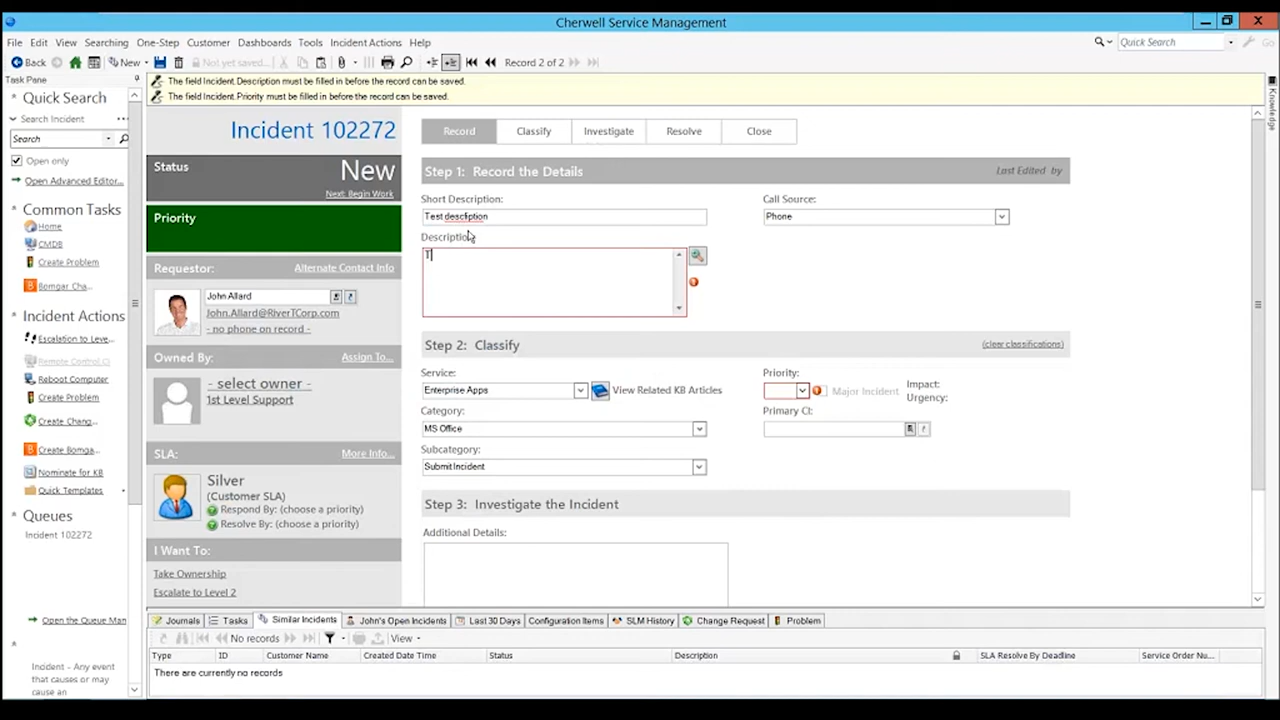 Cherwell Service Management
File Edit View Searching One-Step Customer Dashboards Tools Incident Actions Help
Quick Search
Go
Back
New
Not yet saved...
Record 2 of 2
Task Pane
Quick Search
Search Incident
Search
Open only
Open Advanced Editor...
Common Tasks
Home
CMDB
Create Problem
Bomgar Cha...
Incident Actions
Escalation to Leve...
Remote Control Cl
Reboot Computer
Create Problem
Create Chang...
Create Bomga...
Nominate for KB
Quick Templates
Queues
Incident 102272
Open the Queue Man
Incident - Any event
that causes or may
cause an
The field Incident.Description must be filled in before the record can be saved.
The field Incident.Priority must be filled in before the record can be saved.
Incident 102272
Status
New
Next: Begin Work
Priority
Requestor:
Alternate Contact Info
John Allard
John.Allard@RiverTCorp.com
- no phone on record -
Owned By:
Assign To...
- select owner -
1st Level Support
SLA:
More Info...
Silver
(Customer SLA)
Respond By: (choose a priority)
Resolve By: (choose a priority)
I Want To:
Take Ownership
Escalate to Level 2
Record Classify Investigate Resolve Close
Step 1: Record the Details
Last Edited by
Short Description:
Test descliption
Call Source:
Phone
Description:
T
Step 2: Classify
(clear classifications)
Service:
Enterprise Apps
View Related KB Articles
Priority:
Major Incident
Impact:
Urgency:
Category:
MS Office
Primary CI:
Subcategory:
Submit Incident
Step 3: Investigate the Incident
Additional Details:
Knowledge
Journals Tasks Similar Incidents John's Open Incidents Last 30 Days Configuration Items SLM History Change Request Problem
No records
View
Type ID Customer Name Created Date Time Status Description SLA Resolve By Deadline Service Order Nu...
There are currently no records